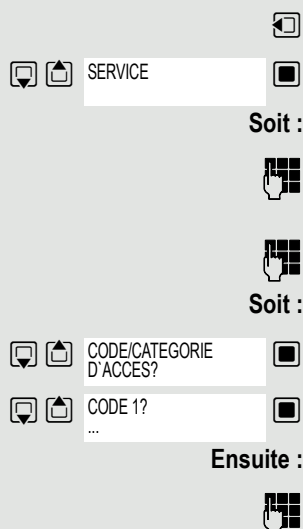 SERVICE
Soit :
Soit :
CODE/CATEGORIE
D`ACCES?
CODE 1?
...
Ensuite :